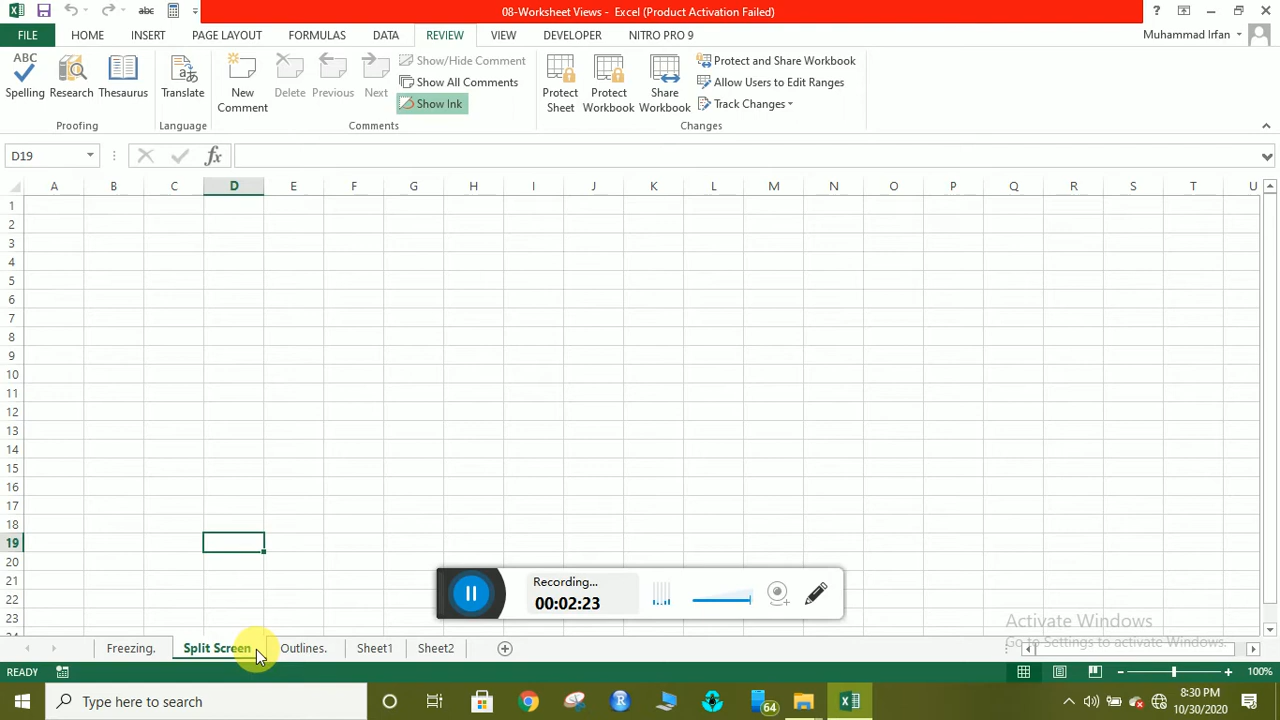 abc
08-Worksheet Views - Excel (Product Activation Failed)
?
FILE HOME INSERT PAGE LAYOUT FORMULAS DATA REVIEW VIEW DEVELOPER NITRO PRO 9 Muhammad Irfan
ABC
Spelling Research Thesaurus
Proofing
Translate
Language
New Comment Delete Previous Next
Show/Hide Comment
Show All Comments
Show Ink
Comments
Protect Sheet Protect Workbook Share Workbook
Protect and Share Workbook
Allow Users to Edit Ranges
Track Changes
Changes
D19 fx
A B C D E F G H I J K L M N O P Q R S T U
1
2
3
4
5
6
7
8
9
10
11
12
13
14
15
16
17
18
19
20
21
22
23
Recording...
00:02:23
Activate Windows
Go to Settings to activate Windows.
Freezing. Split Screen Outlines. Sheet1 Sheet2
READY 100%
Type here to search
64
8:30 PM
10/30/2020